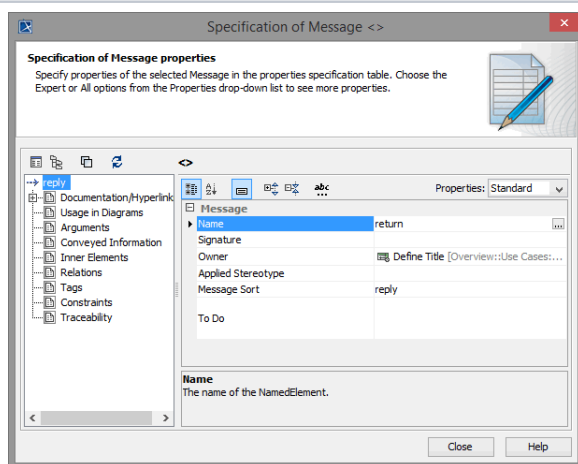 Specification of Message <>
Specification of Message properties
Specify properties of the selected Message in the properties specification table. Choose the
Expert or All options from the Properties drop-down list to see more properties.
<>
reply
Documentation/Hyperlink
Usage in Diagrams
Arguments
Conveyed Information
Inner Elements
Relations
Tags
Constraints
Traceability
abc
Properties: Standard
Message
Name return ...
Signature
Owner Define Title [Overview::Use Cases:...
Applied Stereotype
Message Sort reply
To Do
Name
The name of the NamedElement.
Close Help